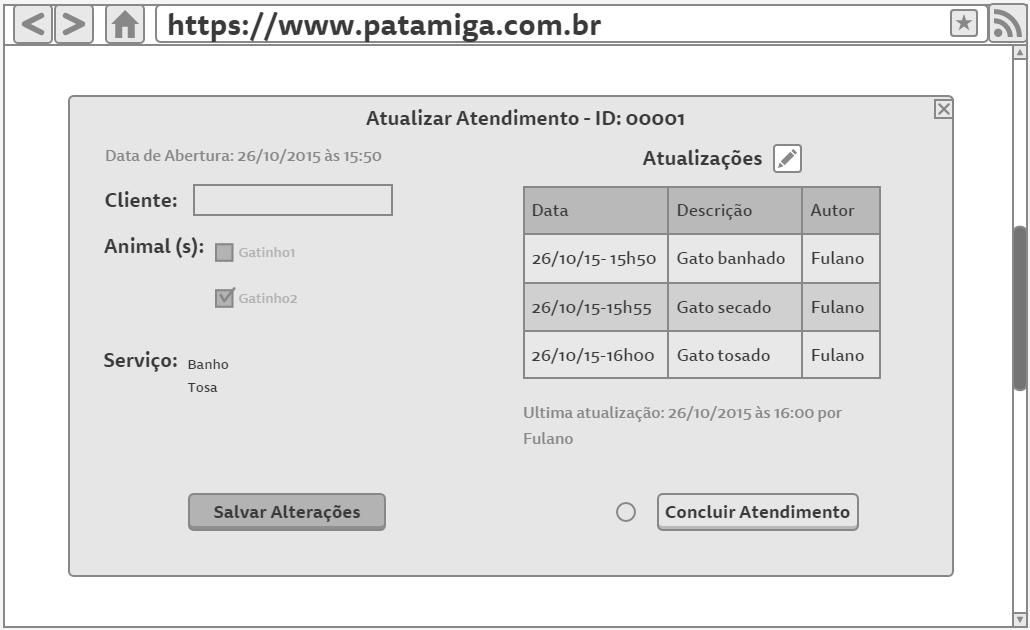 https://www.patamiga.com.br
Atualizar Atendimento - ID: 00001
Data de Abertura: 26/10/2015 às 15:50
Cliente:
Animal (s):
Gatinho1
Gatinho2
Serviço:
Banho
Tosa
Salvar Alterações
Atualizações
Data Descrição Autor
26/10/15- 15h50 Gato banhado Fulano
26/10/15-15h55 Gato secado Fulano
26/10/15-16h00 Gato tosado Fulano
Ultima atualização: 26/10/2015 às 16:00 por
Fulano
Concluir Atendimento